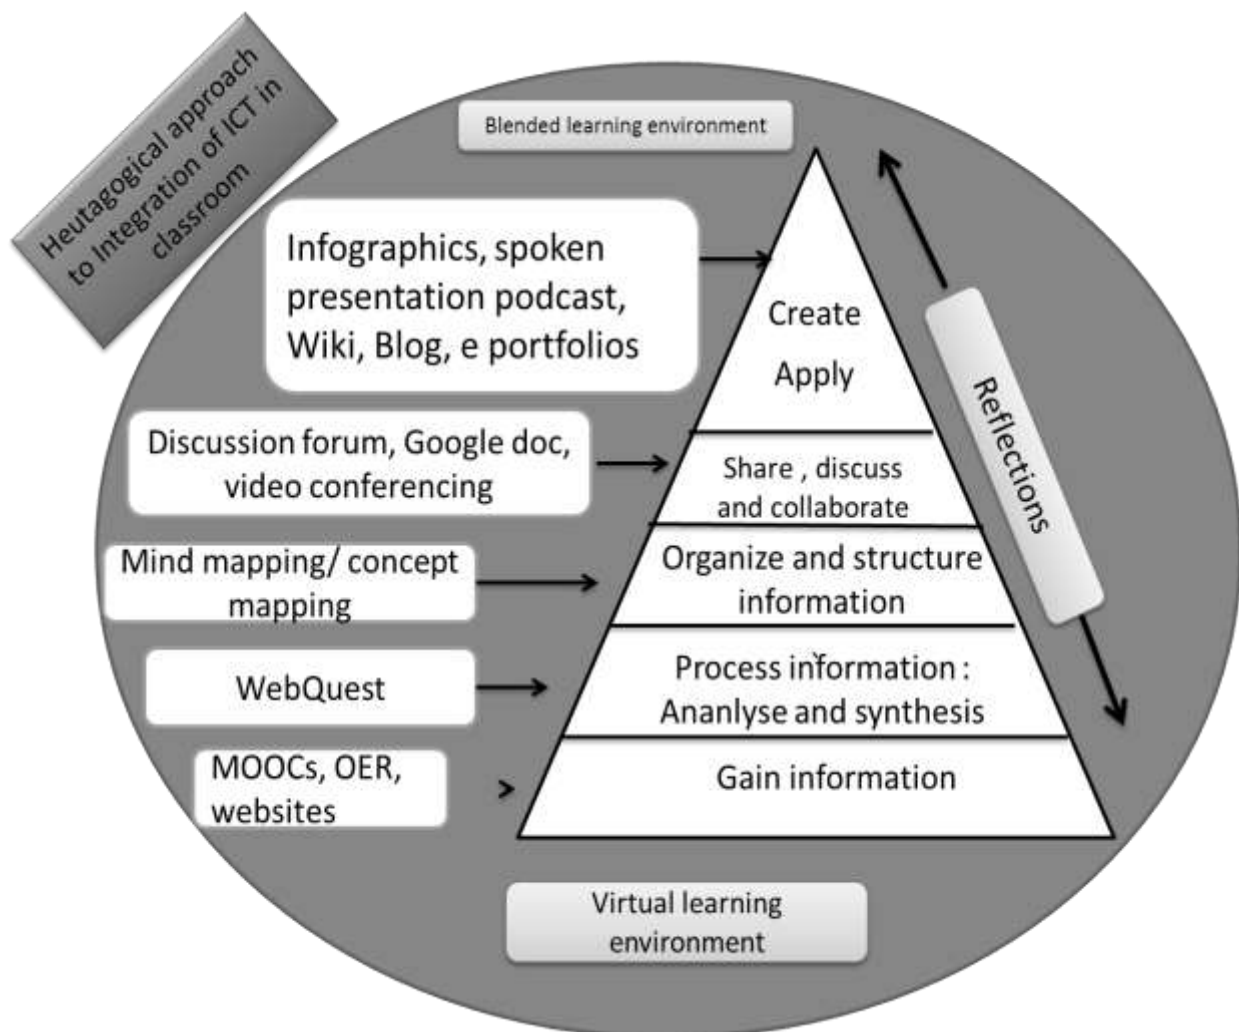 Heutagogical approach
to Integration of ICT in
classroom
Blended learning environment
Infographics, spoken
presentation podcast,
Wiki, Blog, e portfolios
Create
Apply
Discussion forum, Google doc,
video conferencing
Share , discuss
and collaborate
Mind mapping/ concept
mapping
Organize and structure
information
WebQuest
Process information :
Ananlyse and synthesis
MOOCs, OER,
websites
Gain information
Reflections
Virtual learning
environment